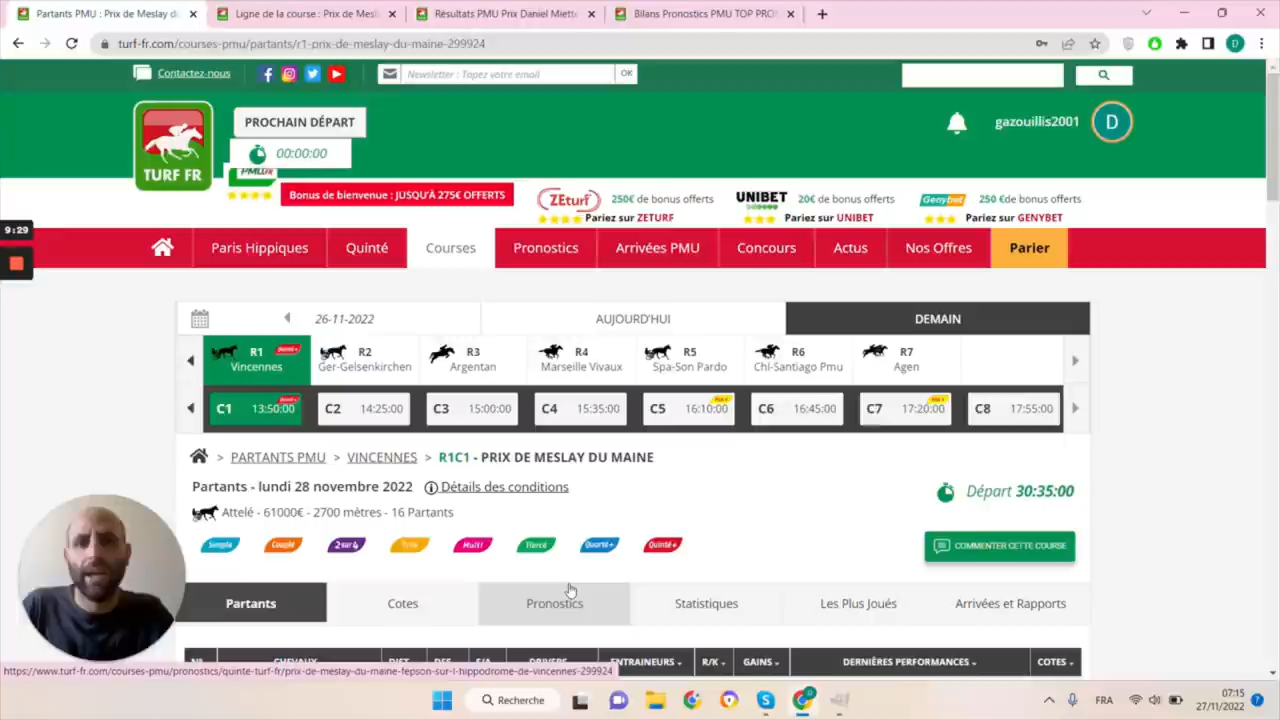 Partants PMU : Prix de Meslay d
Ligne de la course : Prix de Mesl
Résultats PMU Prix Daniel Miette
Bilans Pronostics PMU TOP PRO
turf-fr.com/courses-pmu/partants/r1-prix-de-meslay-du-maine-299924
D
Contactez-nous
Newsletter : Tapez votre email
OK
PROCHAIN DÉPART
00:00:00
TURF FR
gazouillis2001
D
Bonus de bienvenue : JUSQU'À 275€ OFFERTS
ZEturf
250€ de bonus offerts
Pariez sur ZETURF
UNIBET
20€ de bonus offerts
Pariez sur UNIBET
Genybet
250 €de bonus offerts
Pariez sur GENYBET
9:29
Paris Hippiques
Quinté
Courses
Pronostics
Arrivées PMU
Concours
Actus
Nos Offres
Parier
26-11-2022
AUJOURD'HUI
DEMAIN
R1
Vincennes
R2
Ger-Gelsenkirchen
R3
Argentan
R4
Marseille Vivaux
R5
Spa-Son Pardo
R6
Chl-Santiago Pmu
R7
Agen
C1 13:50:00
C2 14:25:00
C3 15:00:00
C4 15:35:00
C5 16:10:00
C6 16:45:00
C7 17:20:00
C8 17:55:00
> PARTANTS PMU > VINCENNES > R1C1 - PRIX DE MESLAY DU MAINE
Partants - lundi 28 novembre 2022
Détails des conditions
Départ 30:35:00
Attelé - 61000€ - 2700 mètres - 16 Partants
Simple
Couplé
2 sur 4
Trio
Multi
Tiercé
Quarté+
Quinté+
COMMENTER CETTE COURSE
Partants
Cotes
Pronostics
Statistiques
Les Plus Joués
Arrivées et Rapports
N°
CHEVAUX
DIST.
DEF.
S/A
DRIVERS
ENTRAINEURS
R/K
GAINS
DERNIÈRES PERFORMANCES
COTES
https://www.turf-fr.com/courses-pmu/pronostics/quinte-turf-fr/prix-de-meslay-du-maine-fepson-sur-l-hippodrome-de-vincennes-299924
Recherche
FRA
07:15
27/11/2022